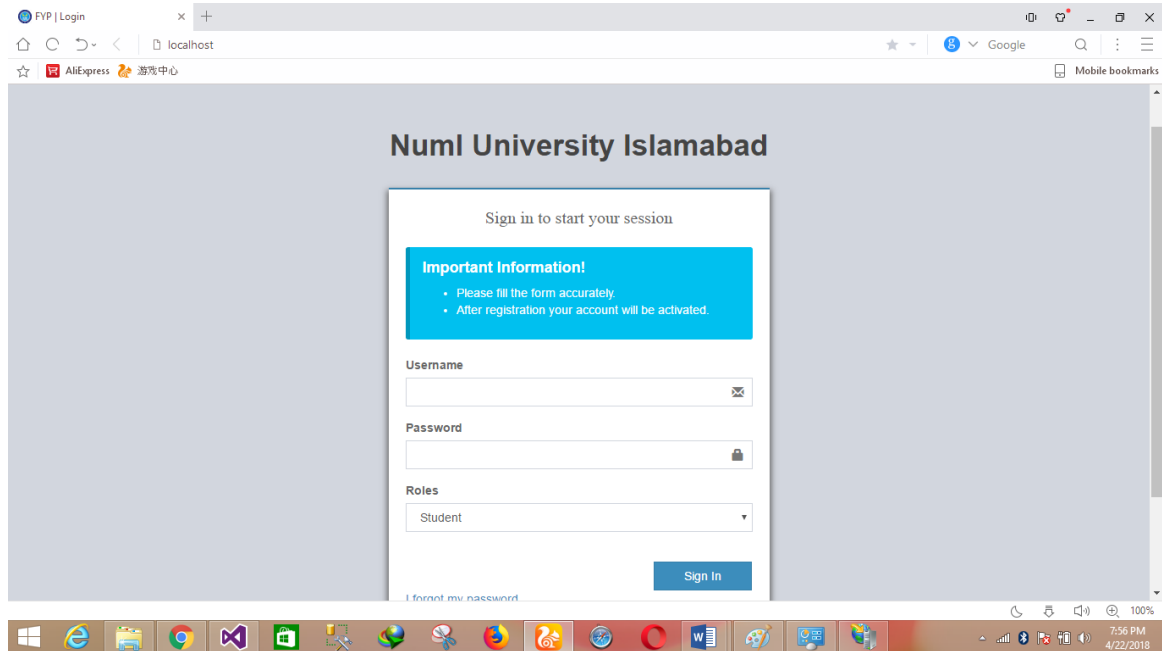 FYP | Login
localhost
Google
AliExpress 游戏中心 Mobile bookmarks
Numl University Islamabad
Sign in to start your session
Important Information!
• Please fill the form accurately.
• After registration your account will be activated.
Username
Password
Roles
Student
Sign In
I forgot my password
100%
7:56 PM
4/22/2018